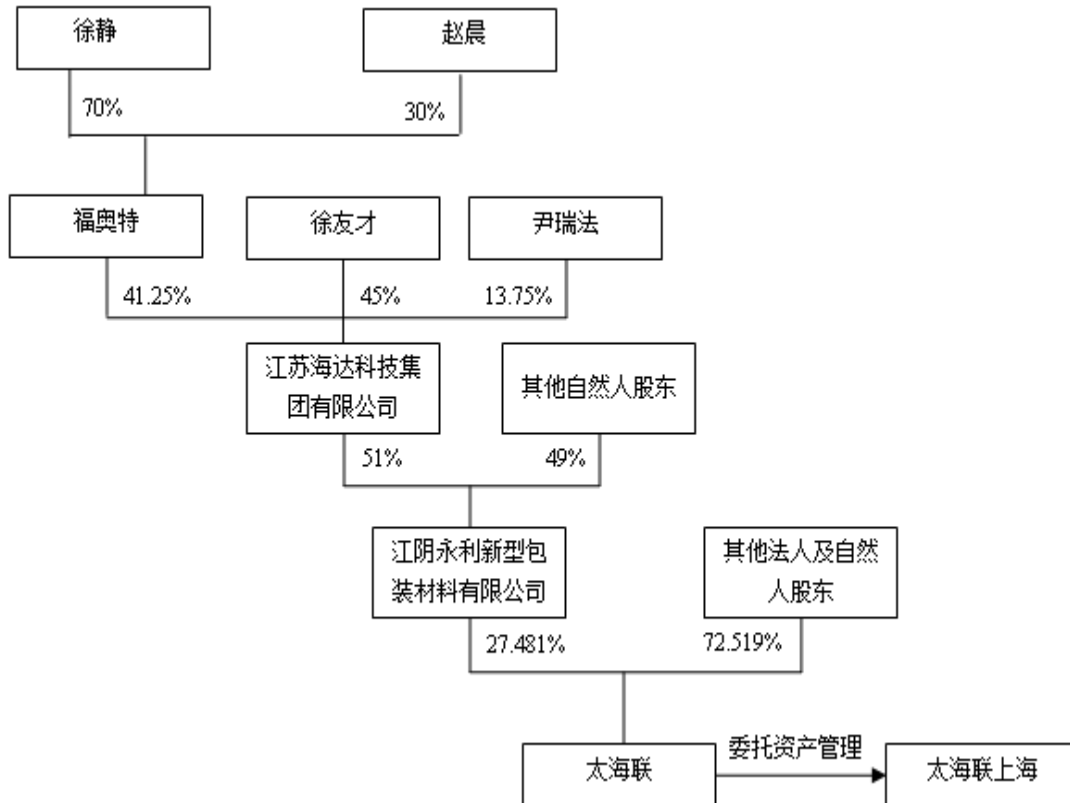 徐静
赵晨
70%
30%
福奥特
徐友才
尹瑞法
41.25%
45%
13.75%
江苏海达科技集
团有限公司
其他自然人股东
51%
49%
江阴永利新型包
装材料有限公司
其他法人及自然
人股东
27.481%
72.519%
太海联
委托资产管理
太海联上海